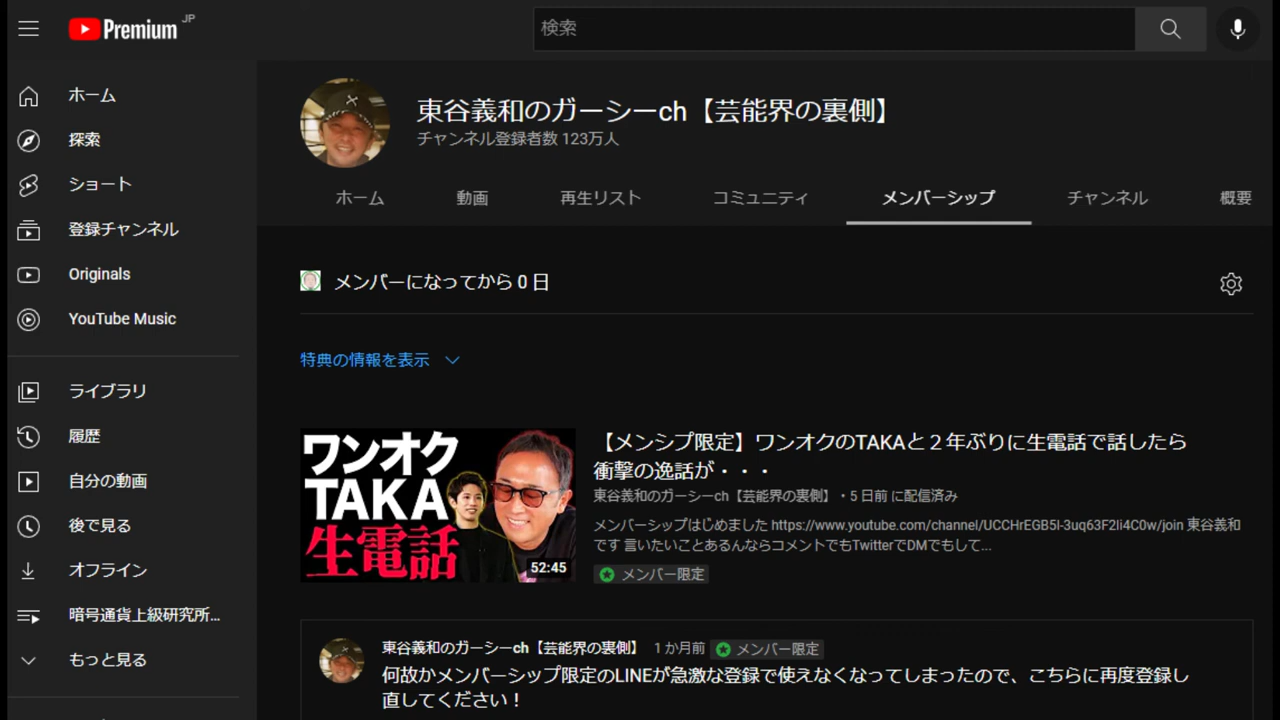 Premium JP
検索
ホーム
探索
ショート
登録チャンネル
Originals
YouTube Music
ライブラリ
履歴
自分の動画
後で見る
オフライン
暗号通貨上級研究所...
もっと見る
東谷義和のガーシーch【芸能界の裏側】
チャンネル登録者数 123万人
ホーム 動画 再生リスト コミュニティ メンバーシップ チャンネル 概要
メンバーになってから 0 日
特典の情報を表示
ワンオク
TAKA
生電話
52:45
【メンシプ限定】ワンオクのTAKAと２年ぶりに生電話で話したら
衝撃の逸話が・・・
東谷義和のガーシーch【芸能界の裏側】・5 日前 に配信済み
メンバーシップはじめました https://www.youtube.com/channel/UCCHrEGB5l-3uq63F2li4C0w/join 東谷義和
です 言いたいことあるんならコメントでもTwitterでDMでもして...
メンバー限定
東谷義和のガーシーch【芸能界の裏側】 1 か月前 メンバー限定
何故かメンバーシップ限定のLINEが急激な登録で使えなくなってしまったので、こちらに再度登録し
直してください！